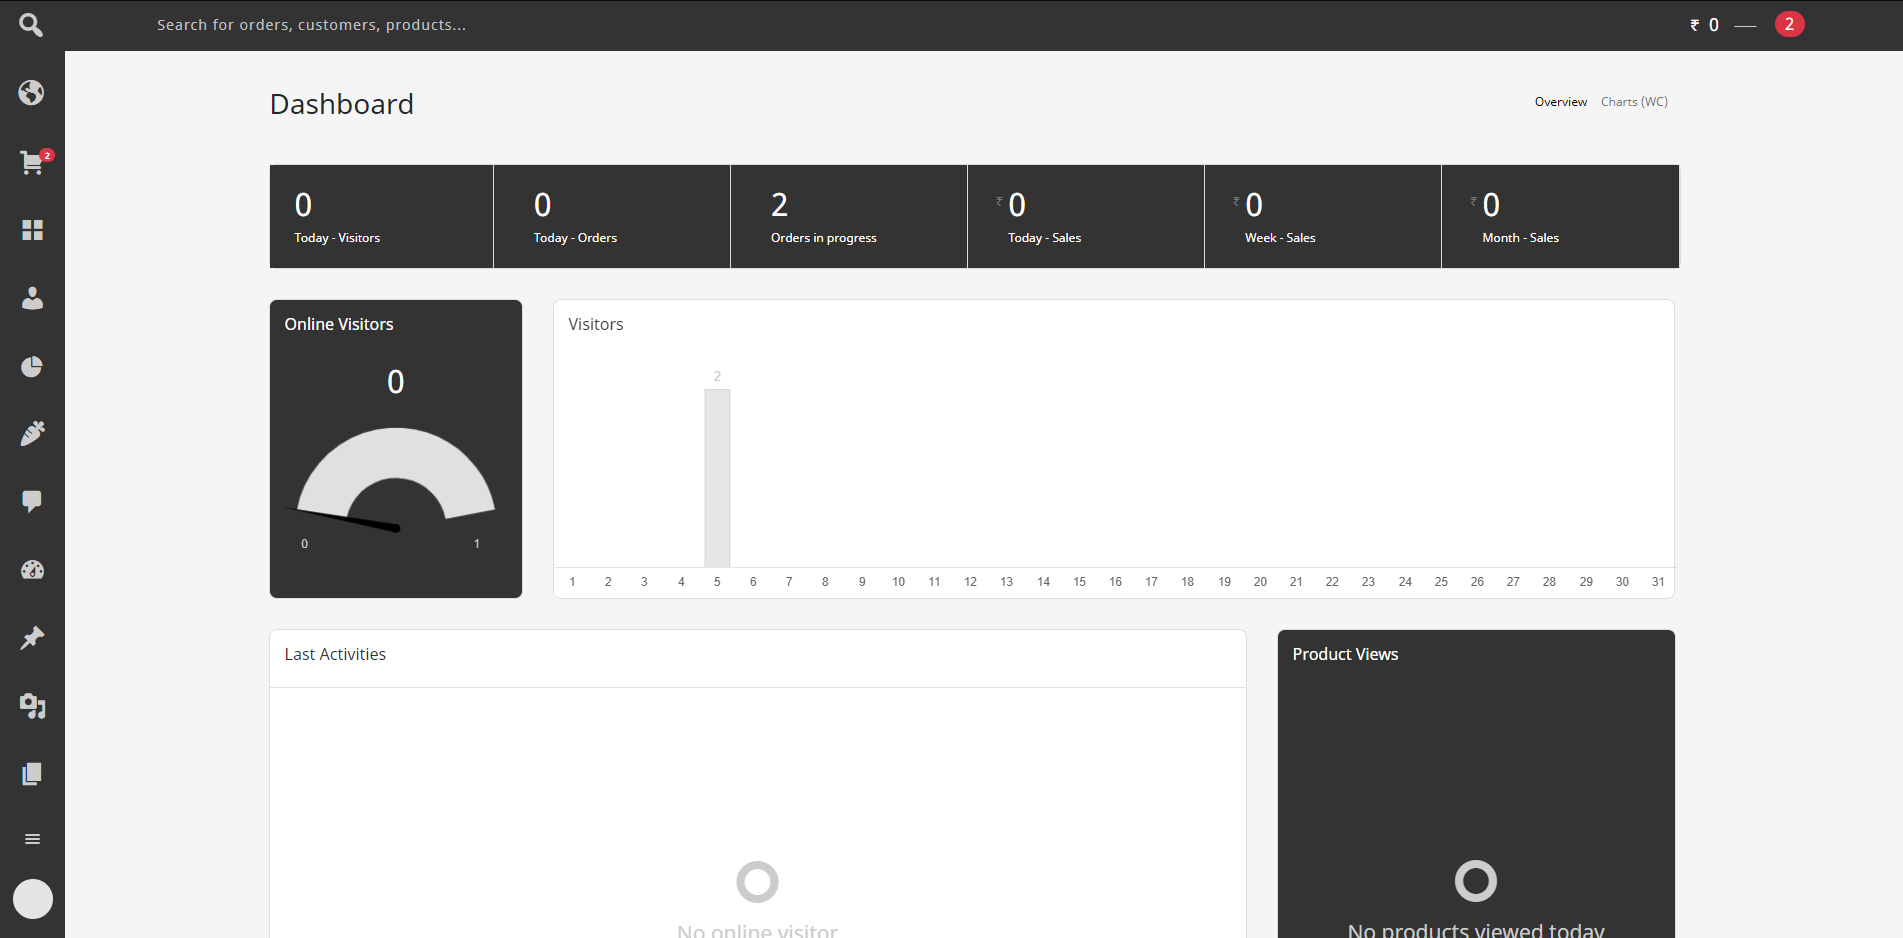 Search for orders, customers, products...
₹ 0
2
2
Dashboard
Overview
Charts (WC)
0
Today - Visitors
0
Today - Orders
2
Orders in progress
₹ 0
Today - Sales
₹ 0
Week - Sales
₹ 0
Month - Sales
Online Visitors
0
0 1
Visitors
2
1 2 3 4 5 6 7 8 9 10 11 12 13 14 15 16 17 18 19 20 21 22 23 24 25 26 27 28 29 30 31
Last Activities
No online visitor
Product Views
No products viewed today